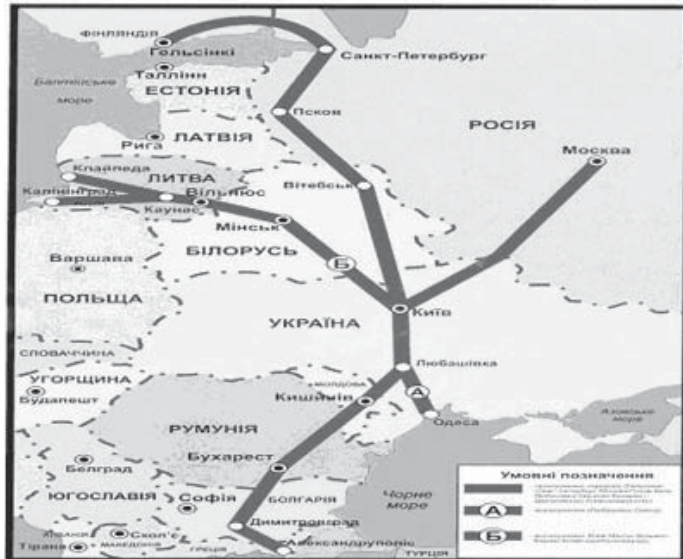 ФІНЛЯНДІЯ
Гельсінкі
Санкт-Петербург
Таллінн
Балтійське
море
ЕСТОНІЯ
Псков
РОСІЯ
ЛАТВІЯ
Рига
Москва
Клайпеда
ЛИТВА
Вітебськ
Калінінград
Вільнюс
Каунас
Мінськ
БІЛОРУСЬ
Варшава
Б
ПОЛЬЩА
Київ
УКРАЇНА
СЛОВАЧЧИНА
Любашівка
УГОРЩИНА
МОЛДОВА
Будапешт
Кишинів
А
Одеса
Азовське
море
РУМУНІЯ
Бухарест
Белград
Умовні позначення
ЮГОСЛАВІЯ
Софія
БОЛГАРІЯ
Чорне
море
А
Димитровград
АЛБАНІЯ
Скоп'є
Тірана
МАКЕДОНІЯ
ГРЕЦІЯ
Александруполіс
ТУРЦІЯ
Б